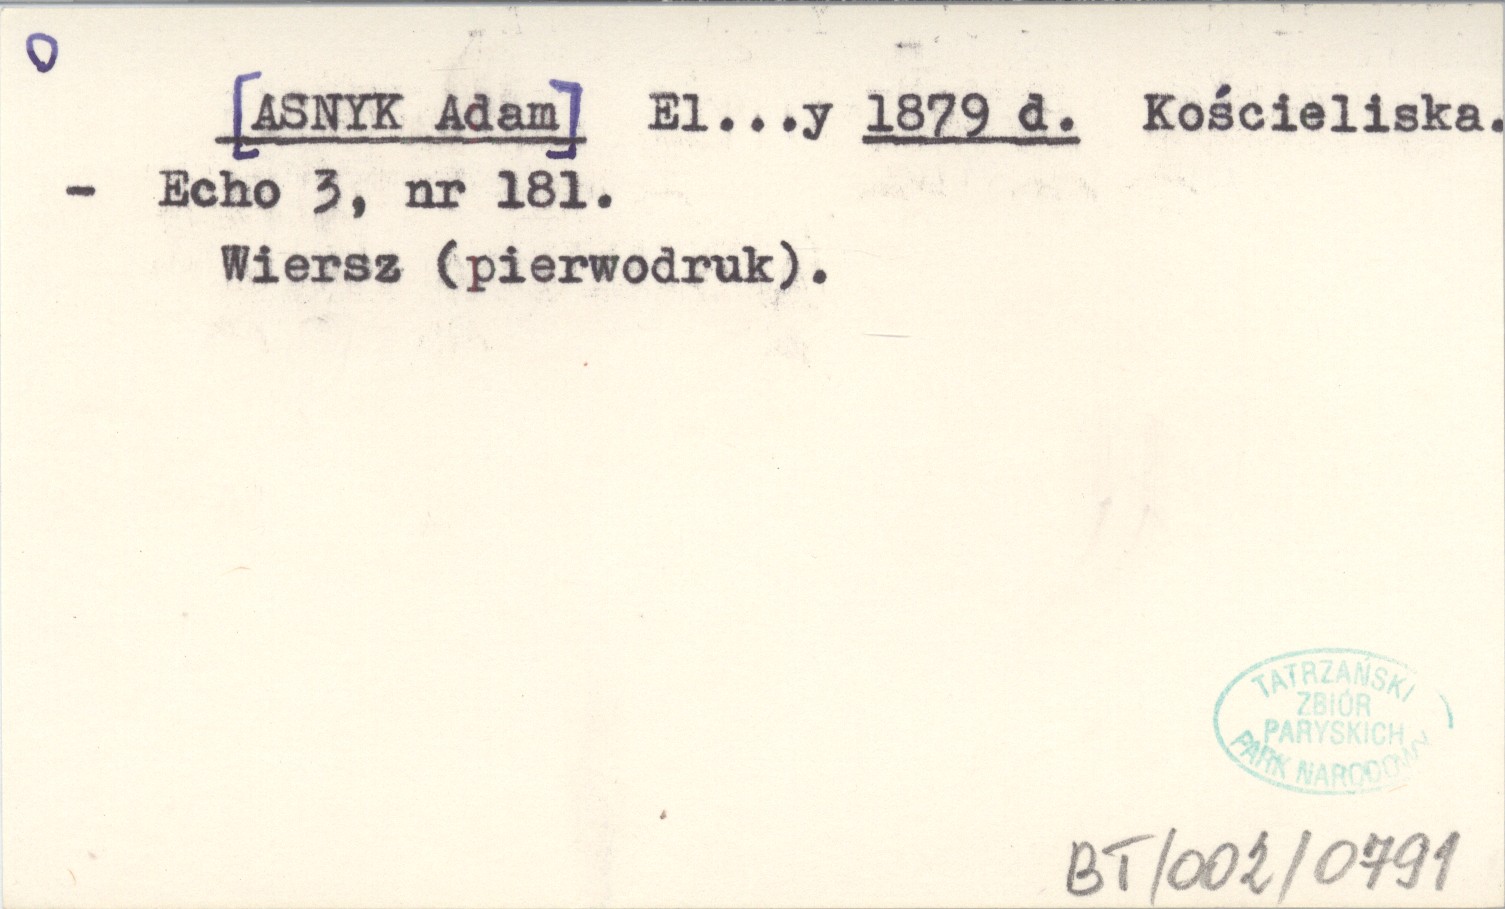 [ASNYK Adam] El...y 1879 d. Kościeliska.
- Echo 3, nr 181.
Wiersz (pierwodruk).
TATRZAŃSKI
ZBIÓR
PARYSKICH
PARK NARODOWY
BT/002/0791